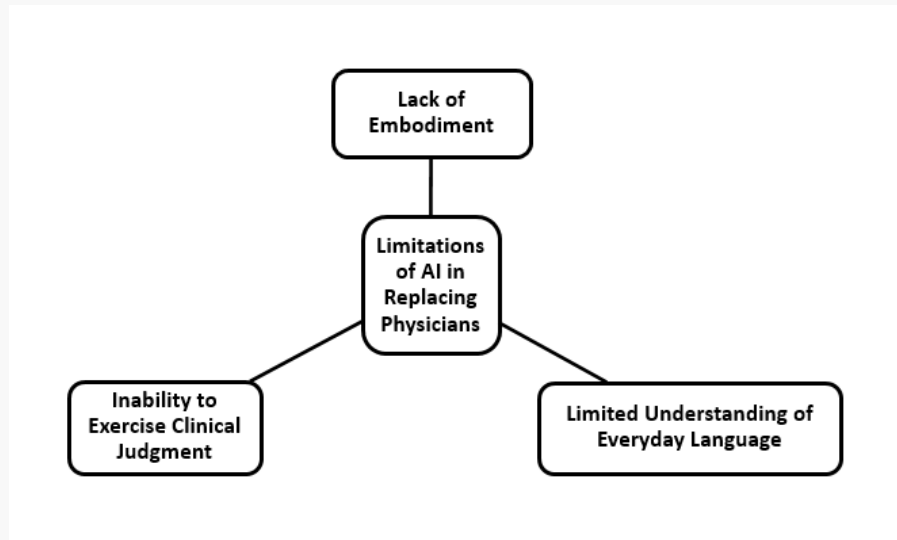 Lack of
Embodiment
Limitations
of AI in
Replacing
Physicians
Inability to
Exercise Clinical
Judgment
Limited Understanding of
Everyday Language